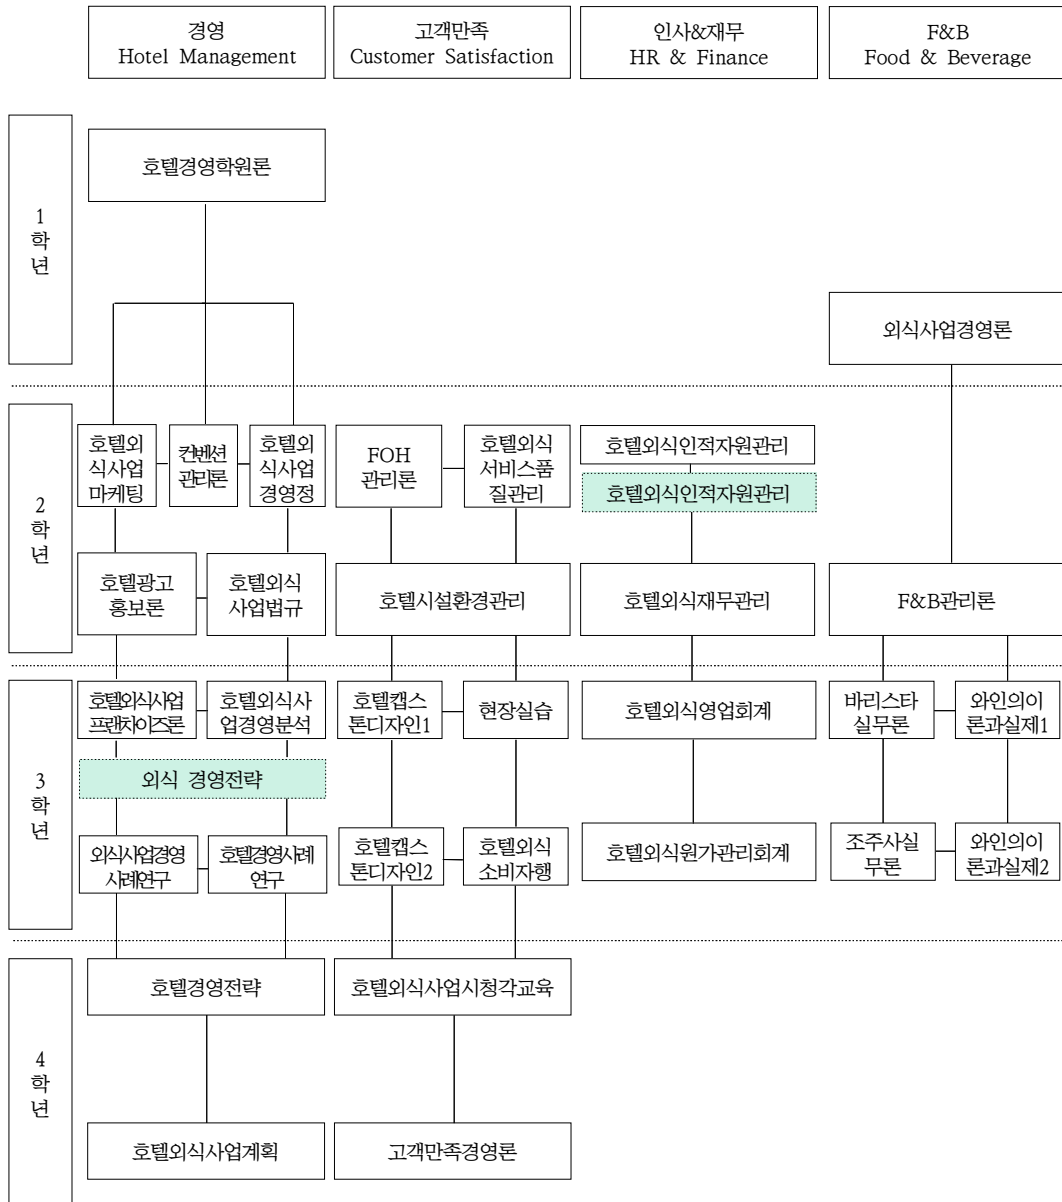 경영
Hotel Management
고객만족
Customer Satisfaction
인사&재무
HR & Finance
F&B
Food & Beverage
1
학
년
호텔경영학원론
외식사업경영론
2
학
년
호텔외
식사업
마케팅
컨벤션
관리론
호텔외
식사업
경영정
FOH
관리론
호텔외식
서비스품
질관리
호텔외식인적자원관리
호텔외식인적자원관리
호텔광고
홍보론
호텔외식
사업법규
호텔시설환경관리
호텔외식재무관리
F&B관리론
3
학
년
호텔외식사업
프랜차이즈론
호텔외식사
업경영분석
호텔캡스
톤디자인1
현장실습
호텔외식영업회계
바리스타
실무론
와인의이
론과실제1
외식 경영전략
외식사업경영
사례연구
호텔경영사례
연구
호텔캡스
톤디자인2
호텔외식
소비자행
호텔외식원가관리회계
조주사실
무론
와인의이
론과실제2
4
학
년
호텔경영전략
호텔외식사업시청각교육
호텔외식사업계획
고객만족경영론